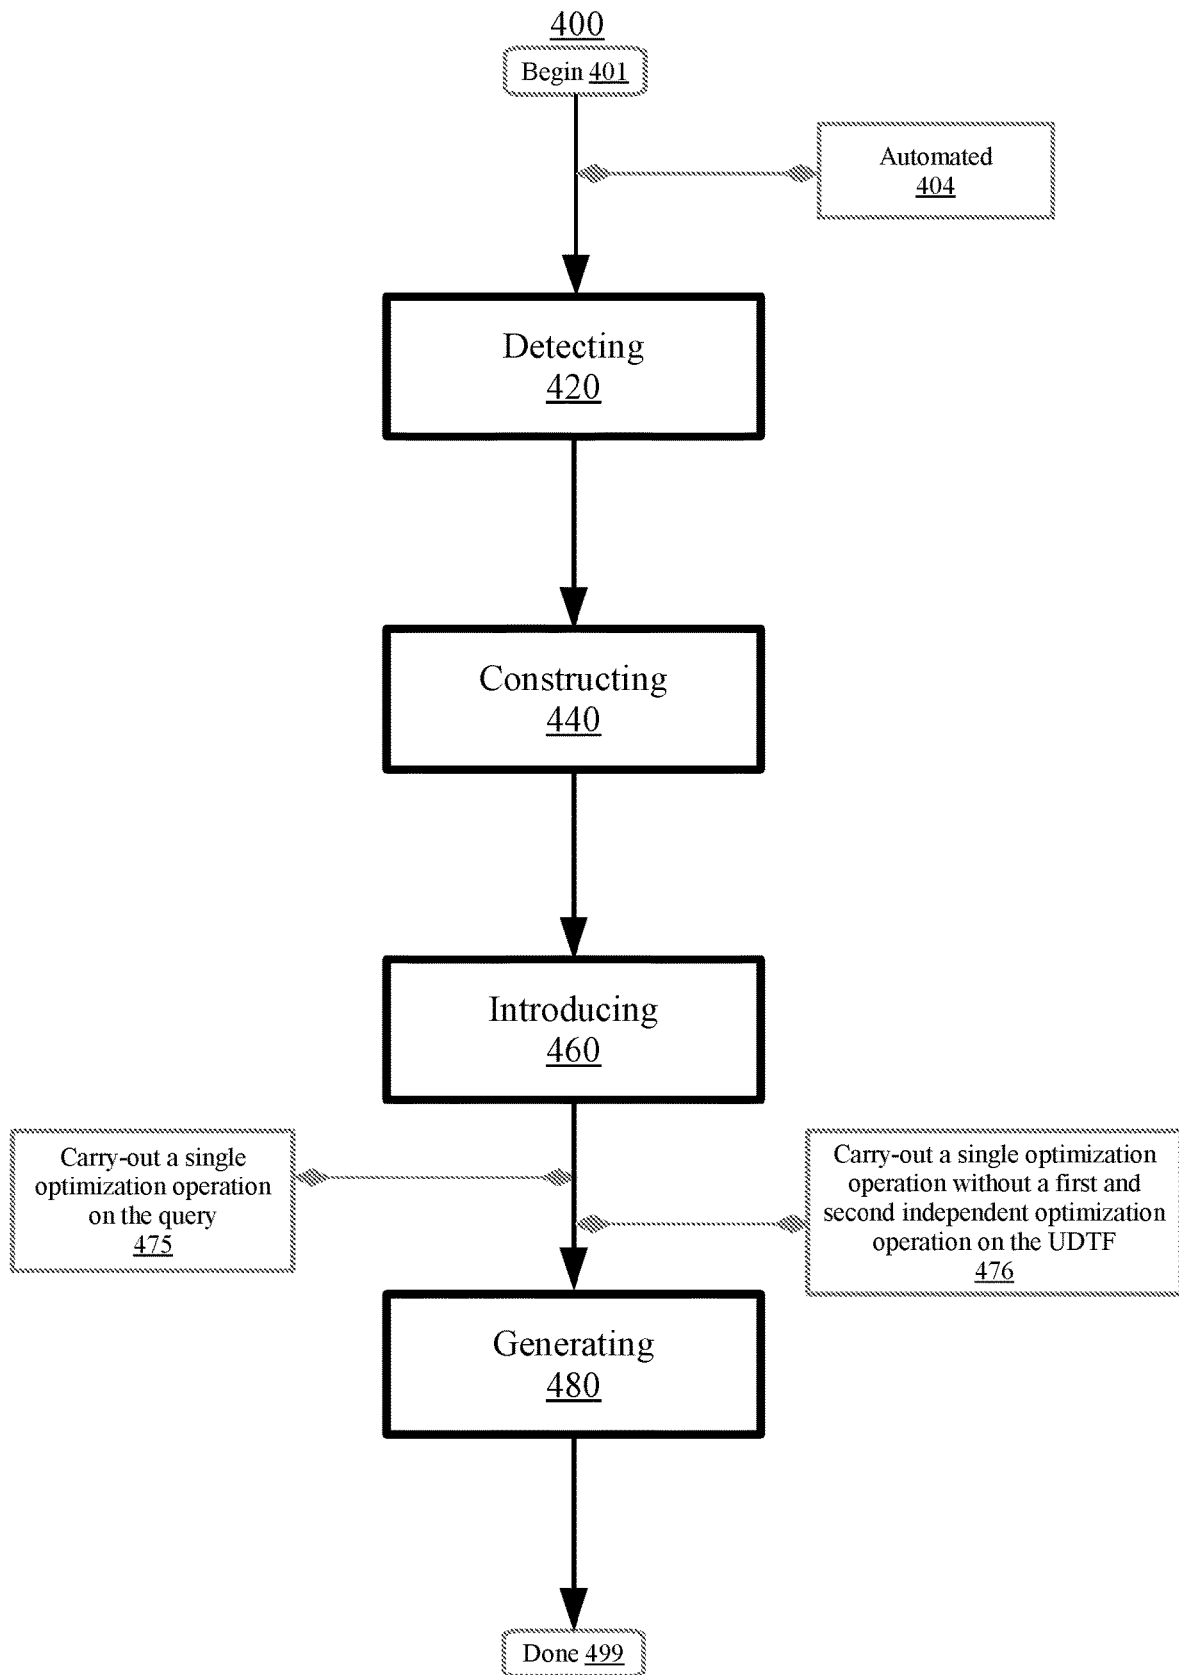 400
Begin 401
Automated
404
Detecting
420
Constructing
440
Introducing
460
Carry-out a single
optimization operation
on the query
475
Carry-out a single optimization
operation without a first and
second independent optimization
operation on the UDTF
476
Generating
480
Done 499